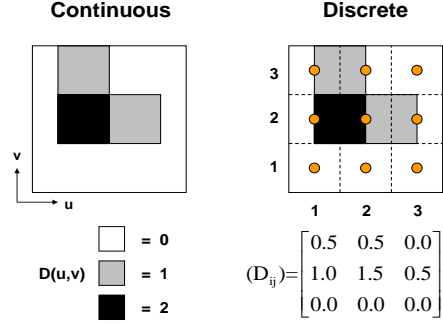 Continuous
Discrete
3
2
1
v
u
1 2 3
D(u,v)
= 0
= 1
= 2
(D_ij)=
0.5 0.5 0.0
1.0 1.5 0.5
0.0 0.0 0.0